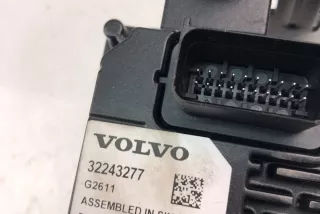 VOLVO
32243277
G2611
ASSEMBLED IN